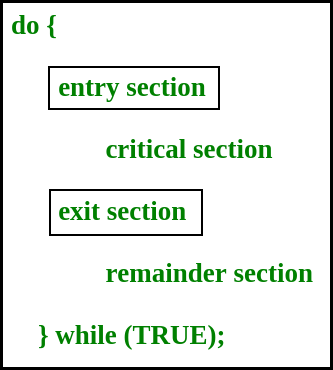 do {
entry section
critical section
exit section
remainder section
} while (TRUE);